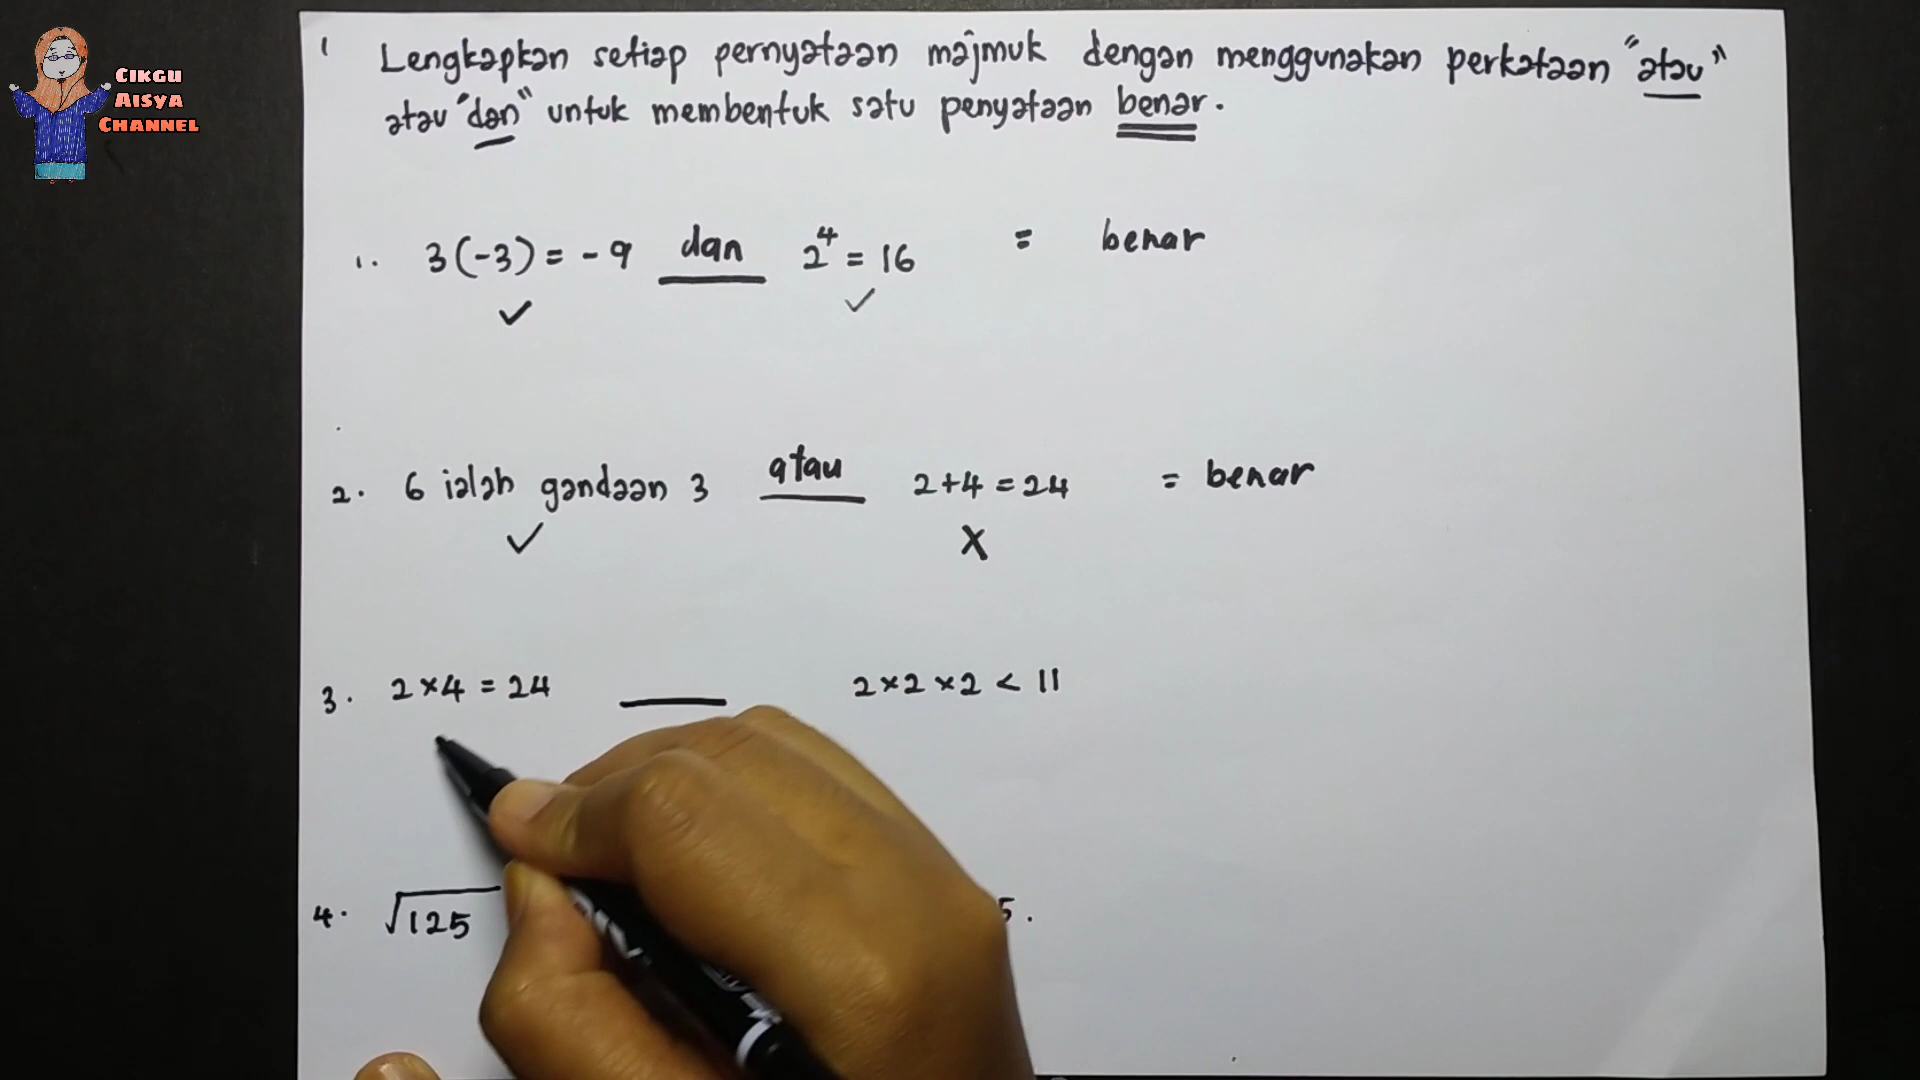 CIKGU
AISYA
CHANNEL
1 Lengkapkan setiap pernyataan majmuk dengan menggunakan perkataan "atau"
atau "dan" untuk membentuk satu penyataan benar.
1. 3(-3) = -9 dan 2⁴ = 16 = benar
✓ ✓
2. 6 ialah gandaan 3 atau 2+4 = 24 = benar
✓ X
3. 2×4 = 24 ____ 2×2×2 < 11
4. √125 5.